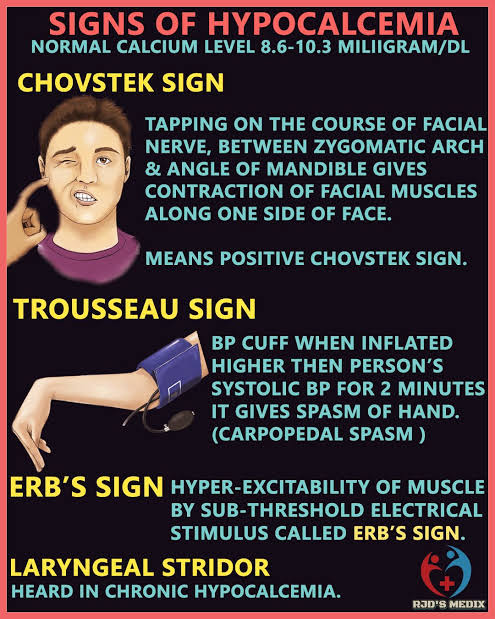 SIGNS OF HYPOCALCEMIA
NORMAL CALCIUM LEVEL 8.6-10.3 MILIIGRAM/DL
CHOVSTEK SIGN
TAPPING ON THE COURSE OF FACIAL
NERVE, BETWEEN ZYGOMATIC ARCH
& ANGLE OF MANDIBLE GIVES
CONTRACTION OF FACIAL MUSCLES
ALONG ONE SIDE OF FACE.
MEANS POSITIVE CHOVSTEK SIGN.
TROUSSEAU SIGN
BP CUFF WHEN INFLATED
HIGHER THEN PERSON'S
SYSTOLIC BP FOR 2 MINUTES
IT GIVES SPASM OF HAND.
(CARPOPEDAL SPASM )
ERB'S SIGN HYPER-EXCITABILITY OF MUSCLE
BY SUB-THRESHOLD ELECTRICAL
STIMULUS CALLED ERB'S SIGN.
LARYNGEAL STRIDOR
HEARD IN CHRONIC HYPOCALCEMIA.
RJD'S MEDIX